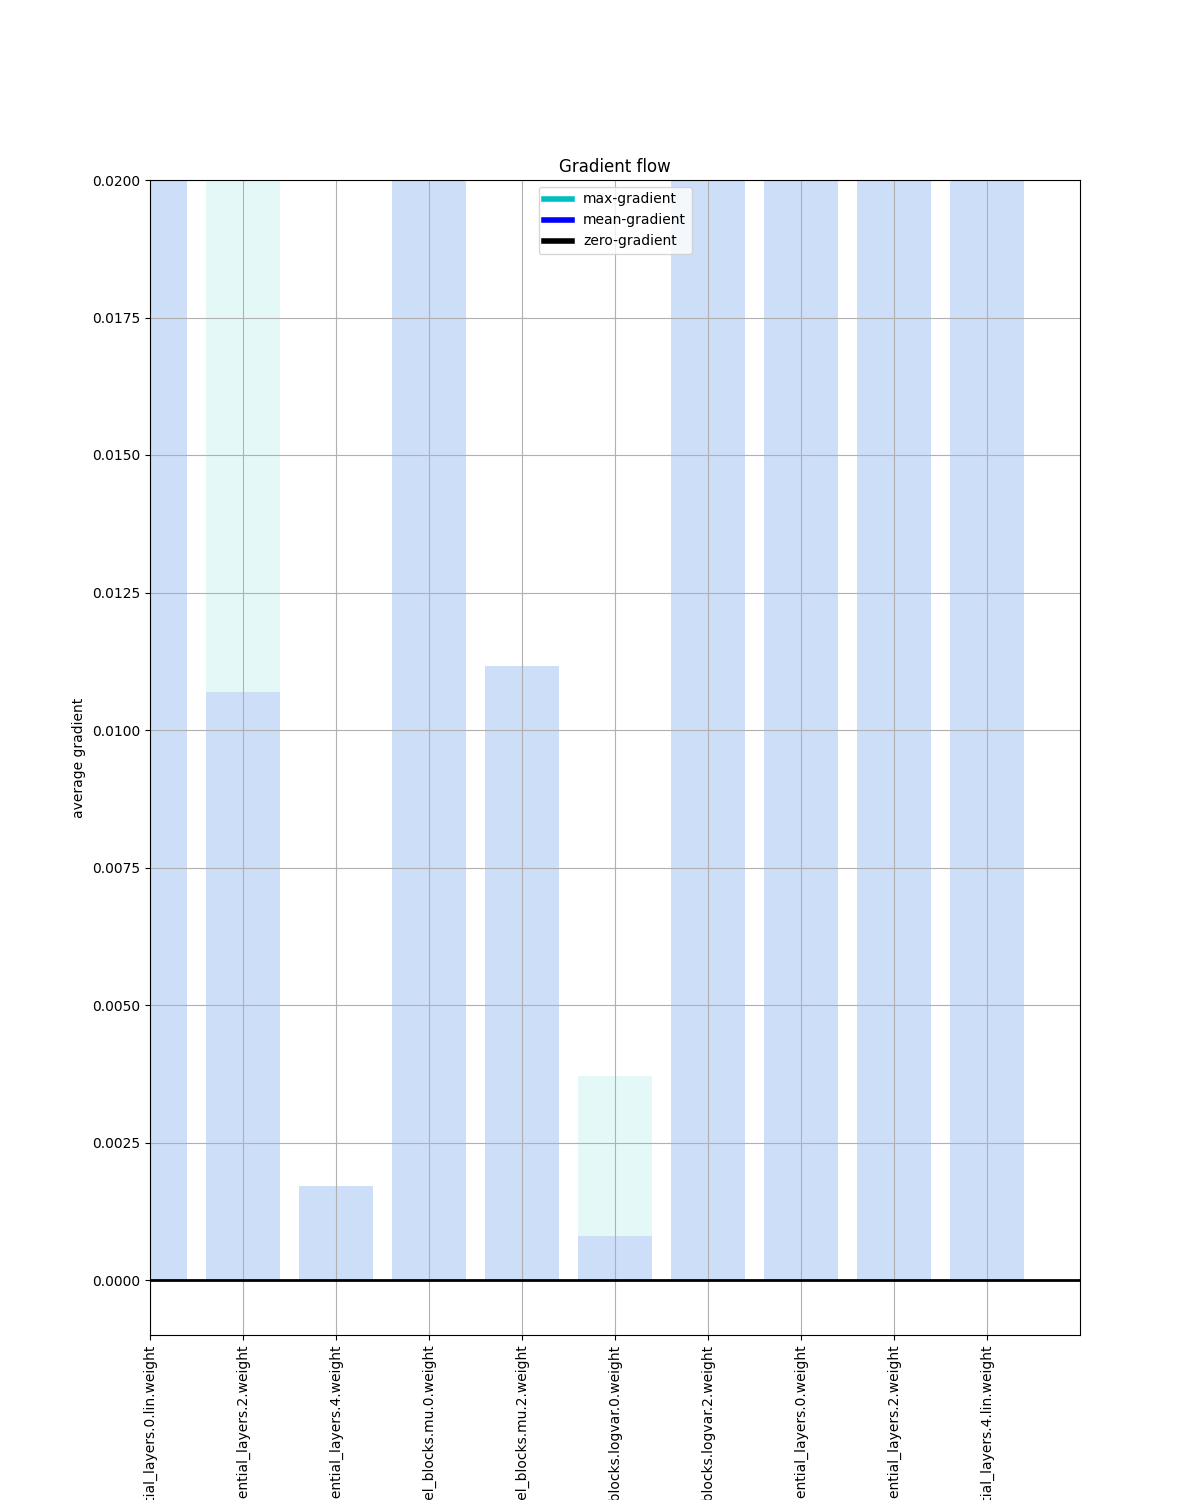 Gradient flow
max-gradient
mean-gradient
zero-gradient
0.0200
0.0175
0.0150
0.0125
0.0100
0.0075
0.0050
0.0025
0.0000
average gradient
tial_layers.0.lin.weight
ential_layers.2.weight
ential_layers.4.weight
el_blocks.mu.0.weight
el_blocks.mu.2.weight
blocks.logvar.0.weight
blocks.logvar.2.weight
ential_layers.0.weight
ential_layers.2.weight
tial_layers.4.lin.weight